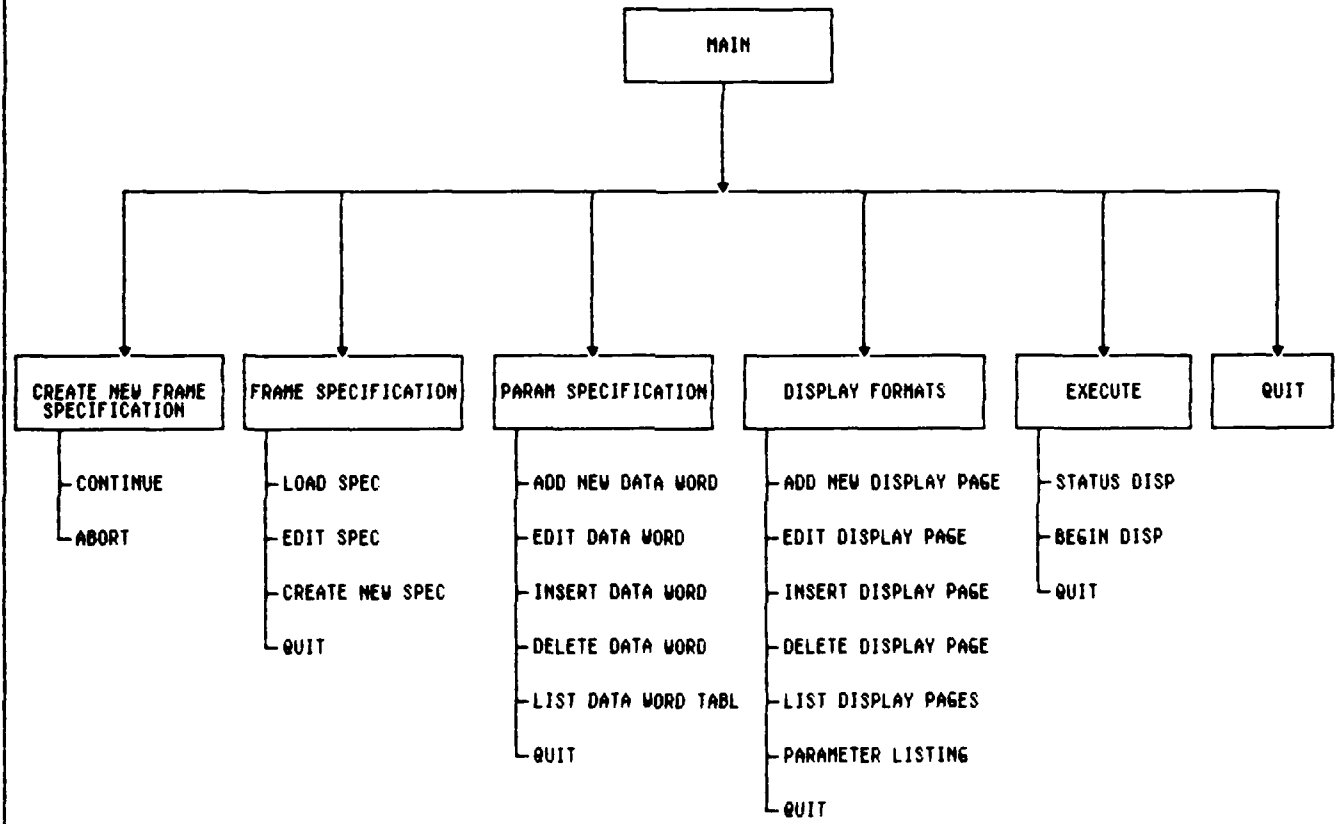 MAIN
CREATE NEW FRAME
SPECIFICATION
CONTINUE
ABORT
FRAME SPECIFICATION
LOAD SPEC
EDIT SPEC
CREATE NEW SPEC
QUIT
PARAM SPECIFICATION
ADD NEW DATA WORD
EDIT DATA WORD
INSERT DATA WORD
DELETE DATA WORD
LIST DATA WORD TABL
QUIT
DISPLAY FORMATS
ADD NEW DISPLAY PAGE
EDIT DISPLAY PAGE
INSERT DISPLAY PAGE
DELETE DISPLAY PAGE
LIST DISPLAY PAGES
PARAMETER LISTING
QUIT
EXECUTE
STATUS DISP
BEGIN DISP
QUIT
QUIT